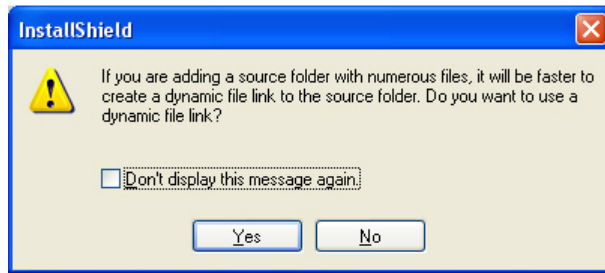 InstallShield
If you are adding a source folder with numerous files, it will be faster to
create a dynamic file link to the source folder. Do you want to use a
dynamic file link?
Don't display this message again.
Yes No